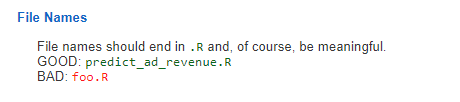 File Names
File names should end in .R and, of course, be meaningful.
GOOD: predict_ad_revenue.R
BAD: foo.R